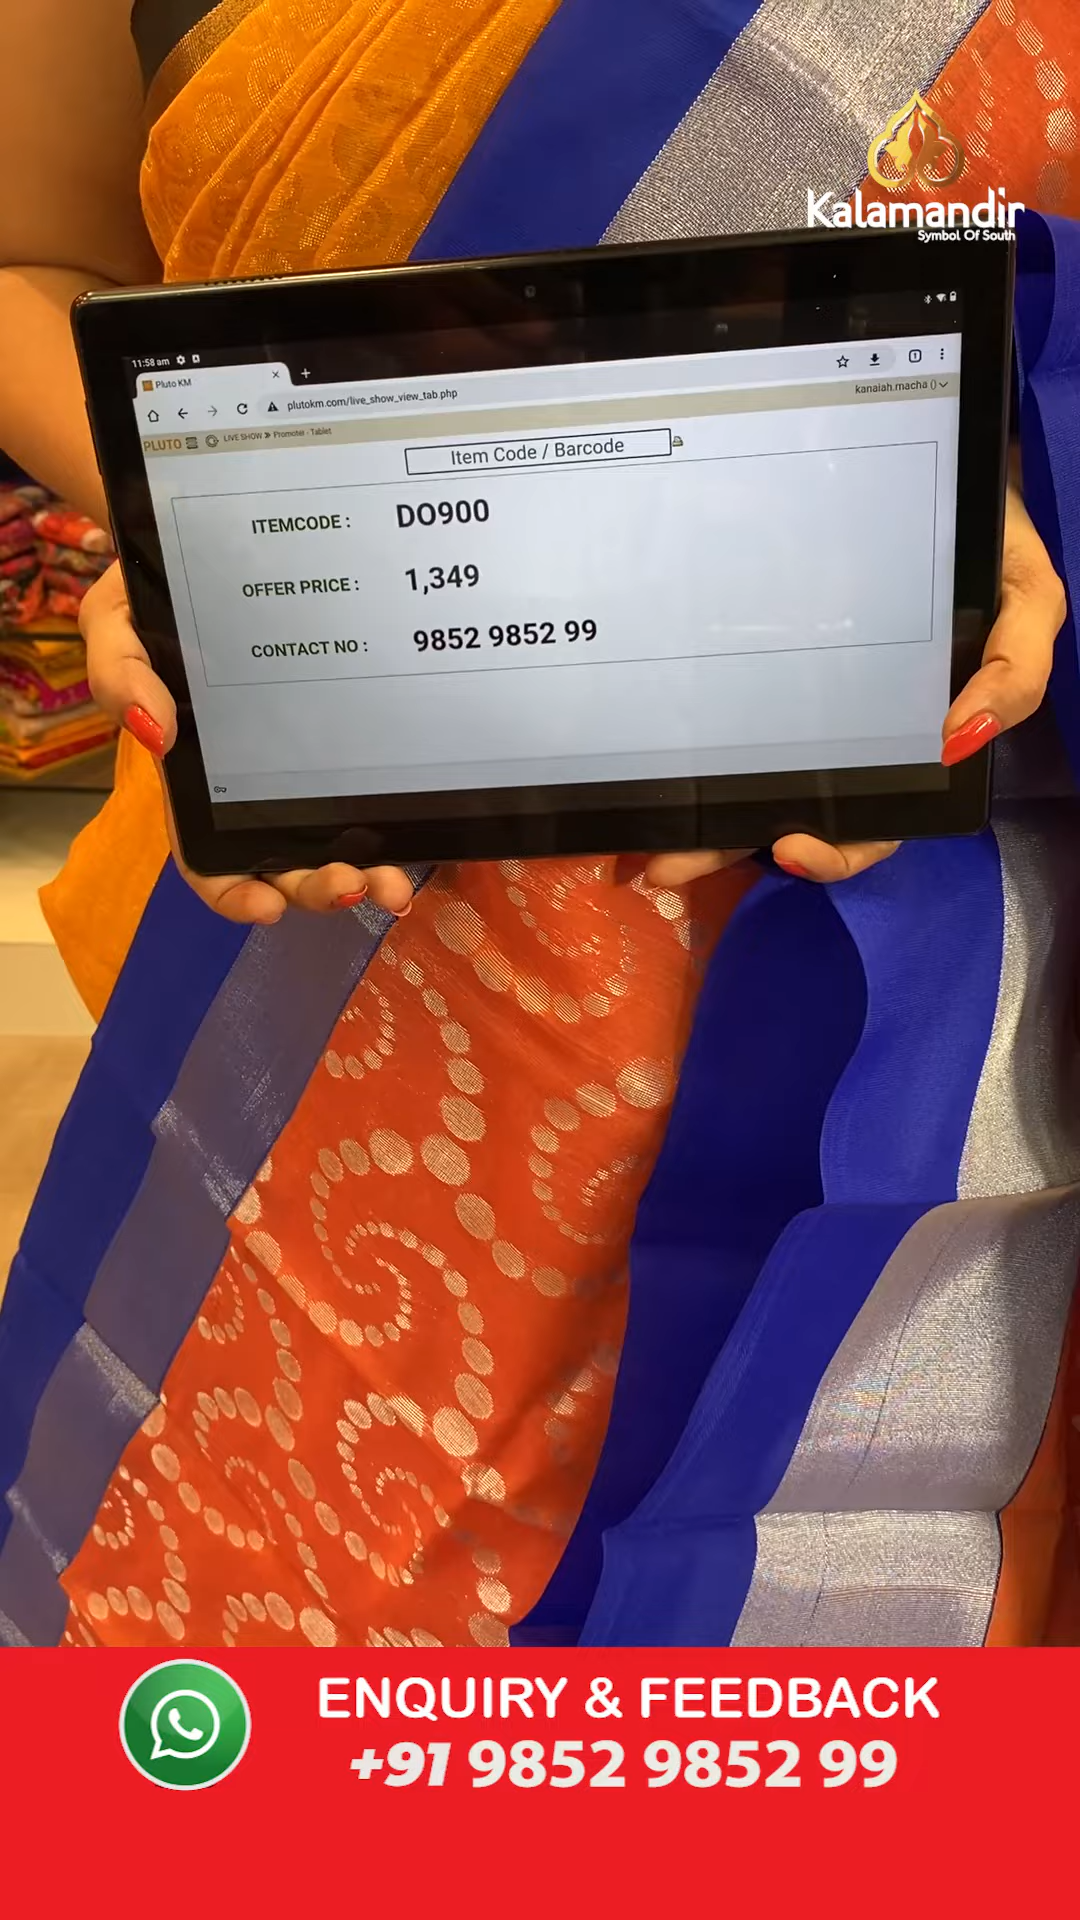 Kalamandir
Symbol Of South
11:58 am
Pluto KM
plutokm.com/live_show_view_tab.php
kanaiah.macha ()
PLUTO
LIVE SHOW » Promoter - Tablet
Item Code / Barcode
ITEMCODE : DO900
OFFER PRICE : 1,349
CONTACT NO : 9852 9852 99
ENQUIRY & FEEDBACK
+91 9852 9852 99